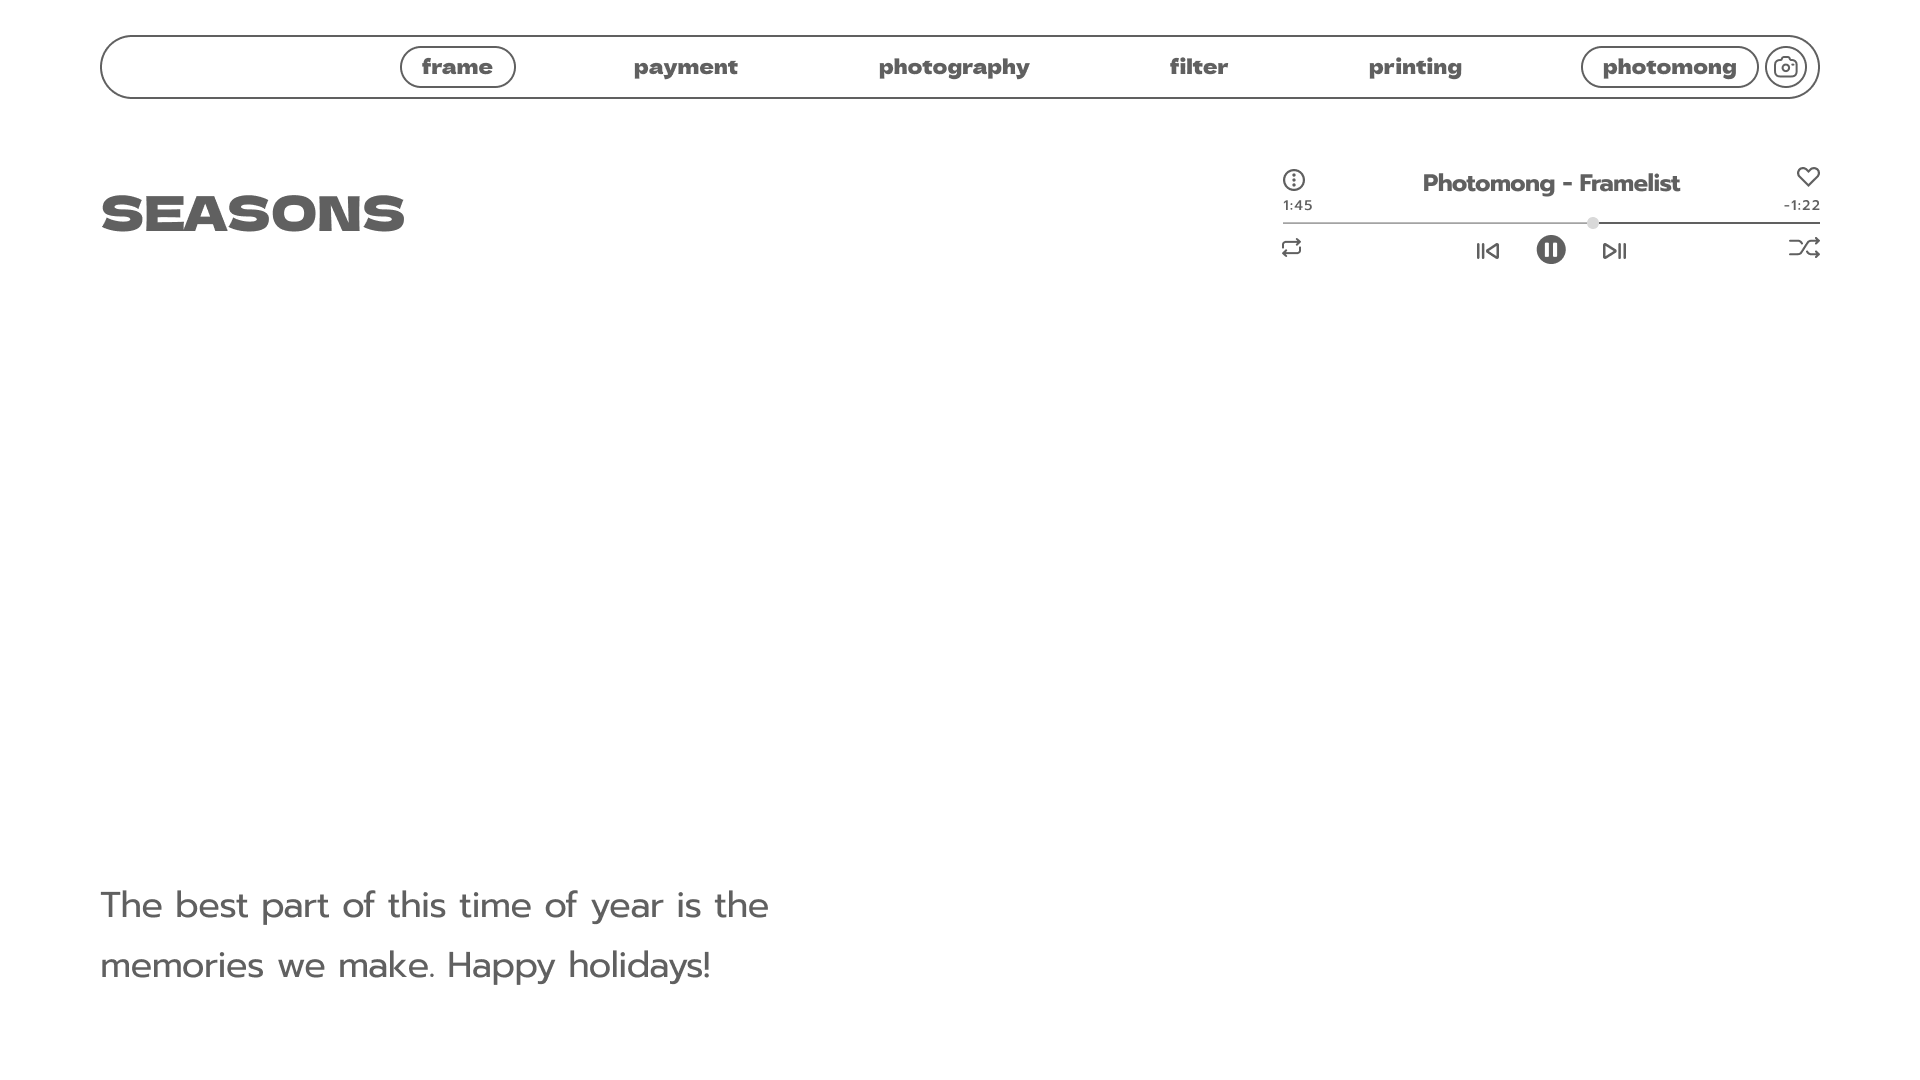 frame payment photography filter printing photomong
SEASONS
Photomong - Framelist
1:45 -1:22
The best part of this time of year is the
memories we make. Happy holidays!